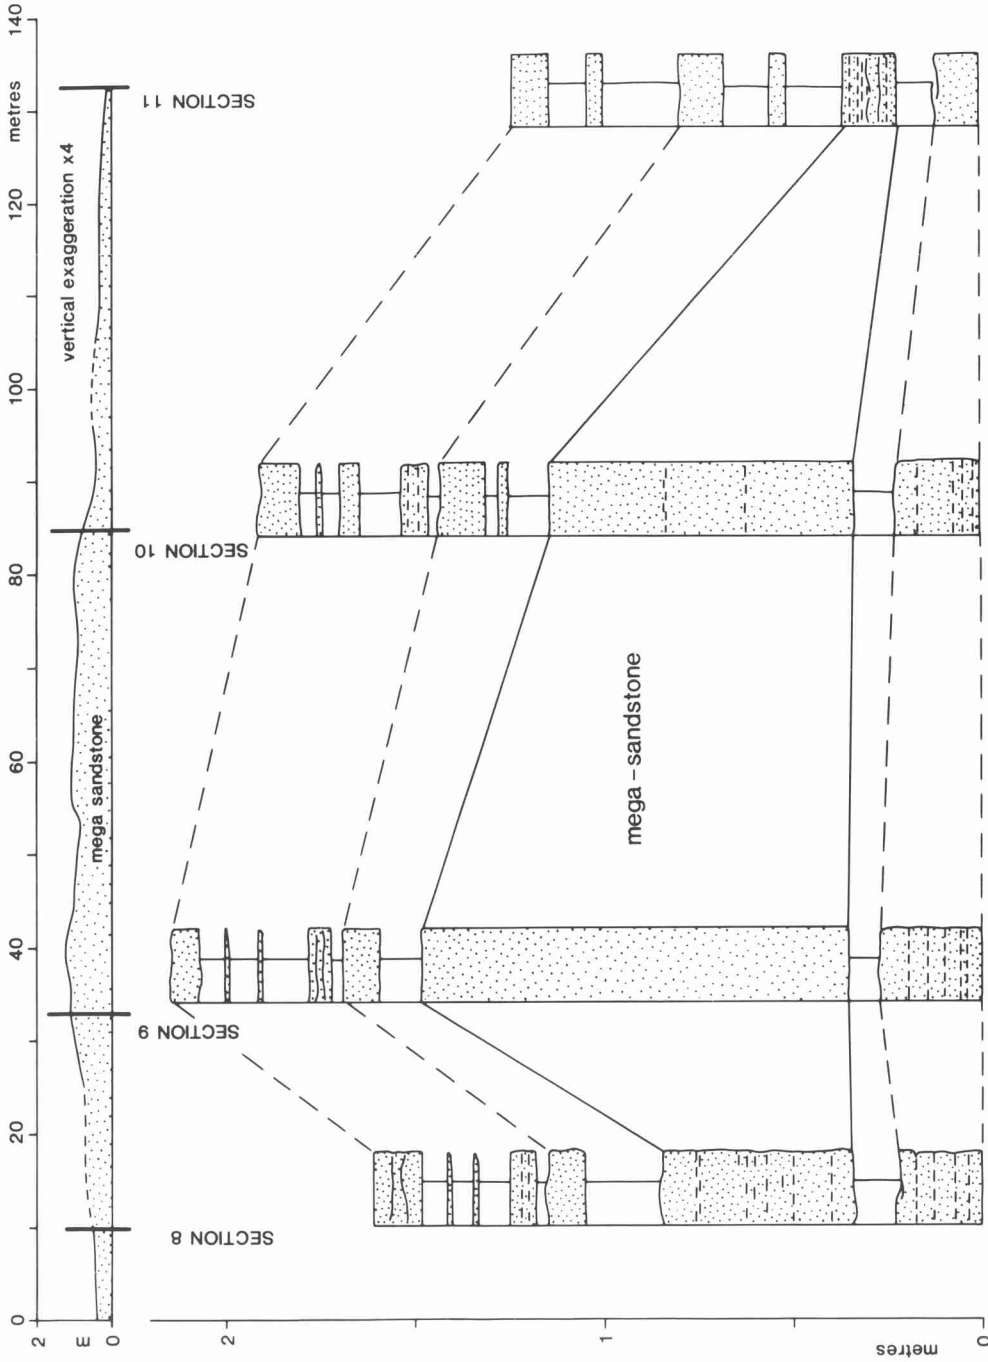 0
20
40
60
80
100
120
metres
140
2
m
0
vertical exaggeration x4
mega sandstone
SECTION 8
SECTION 9
SECTION 10
SECTION 11
mega-sandstone
2
1
0
metres